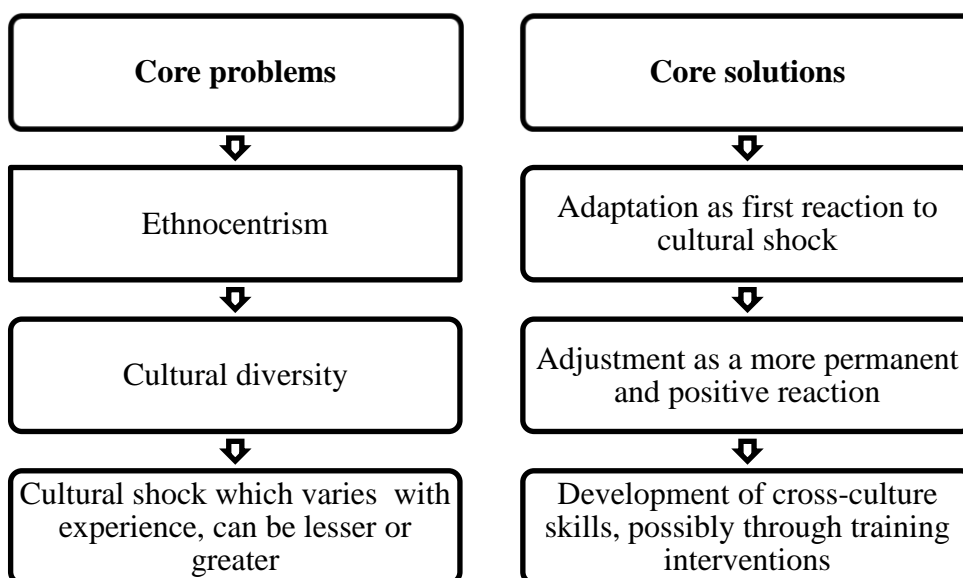 Core problems
Ethnocentrism
Cultural diversity
Cultural shock which varies with
experience, can be lesser or
greater
Core solutions
Adaptation as first reaction to
cultural shock
Adjustment as a more permanent
and positive reaction
Development of cross-culture
skills, possibly through training
interventions